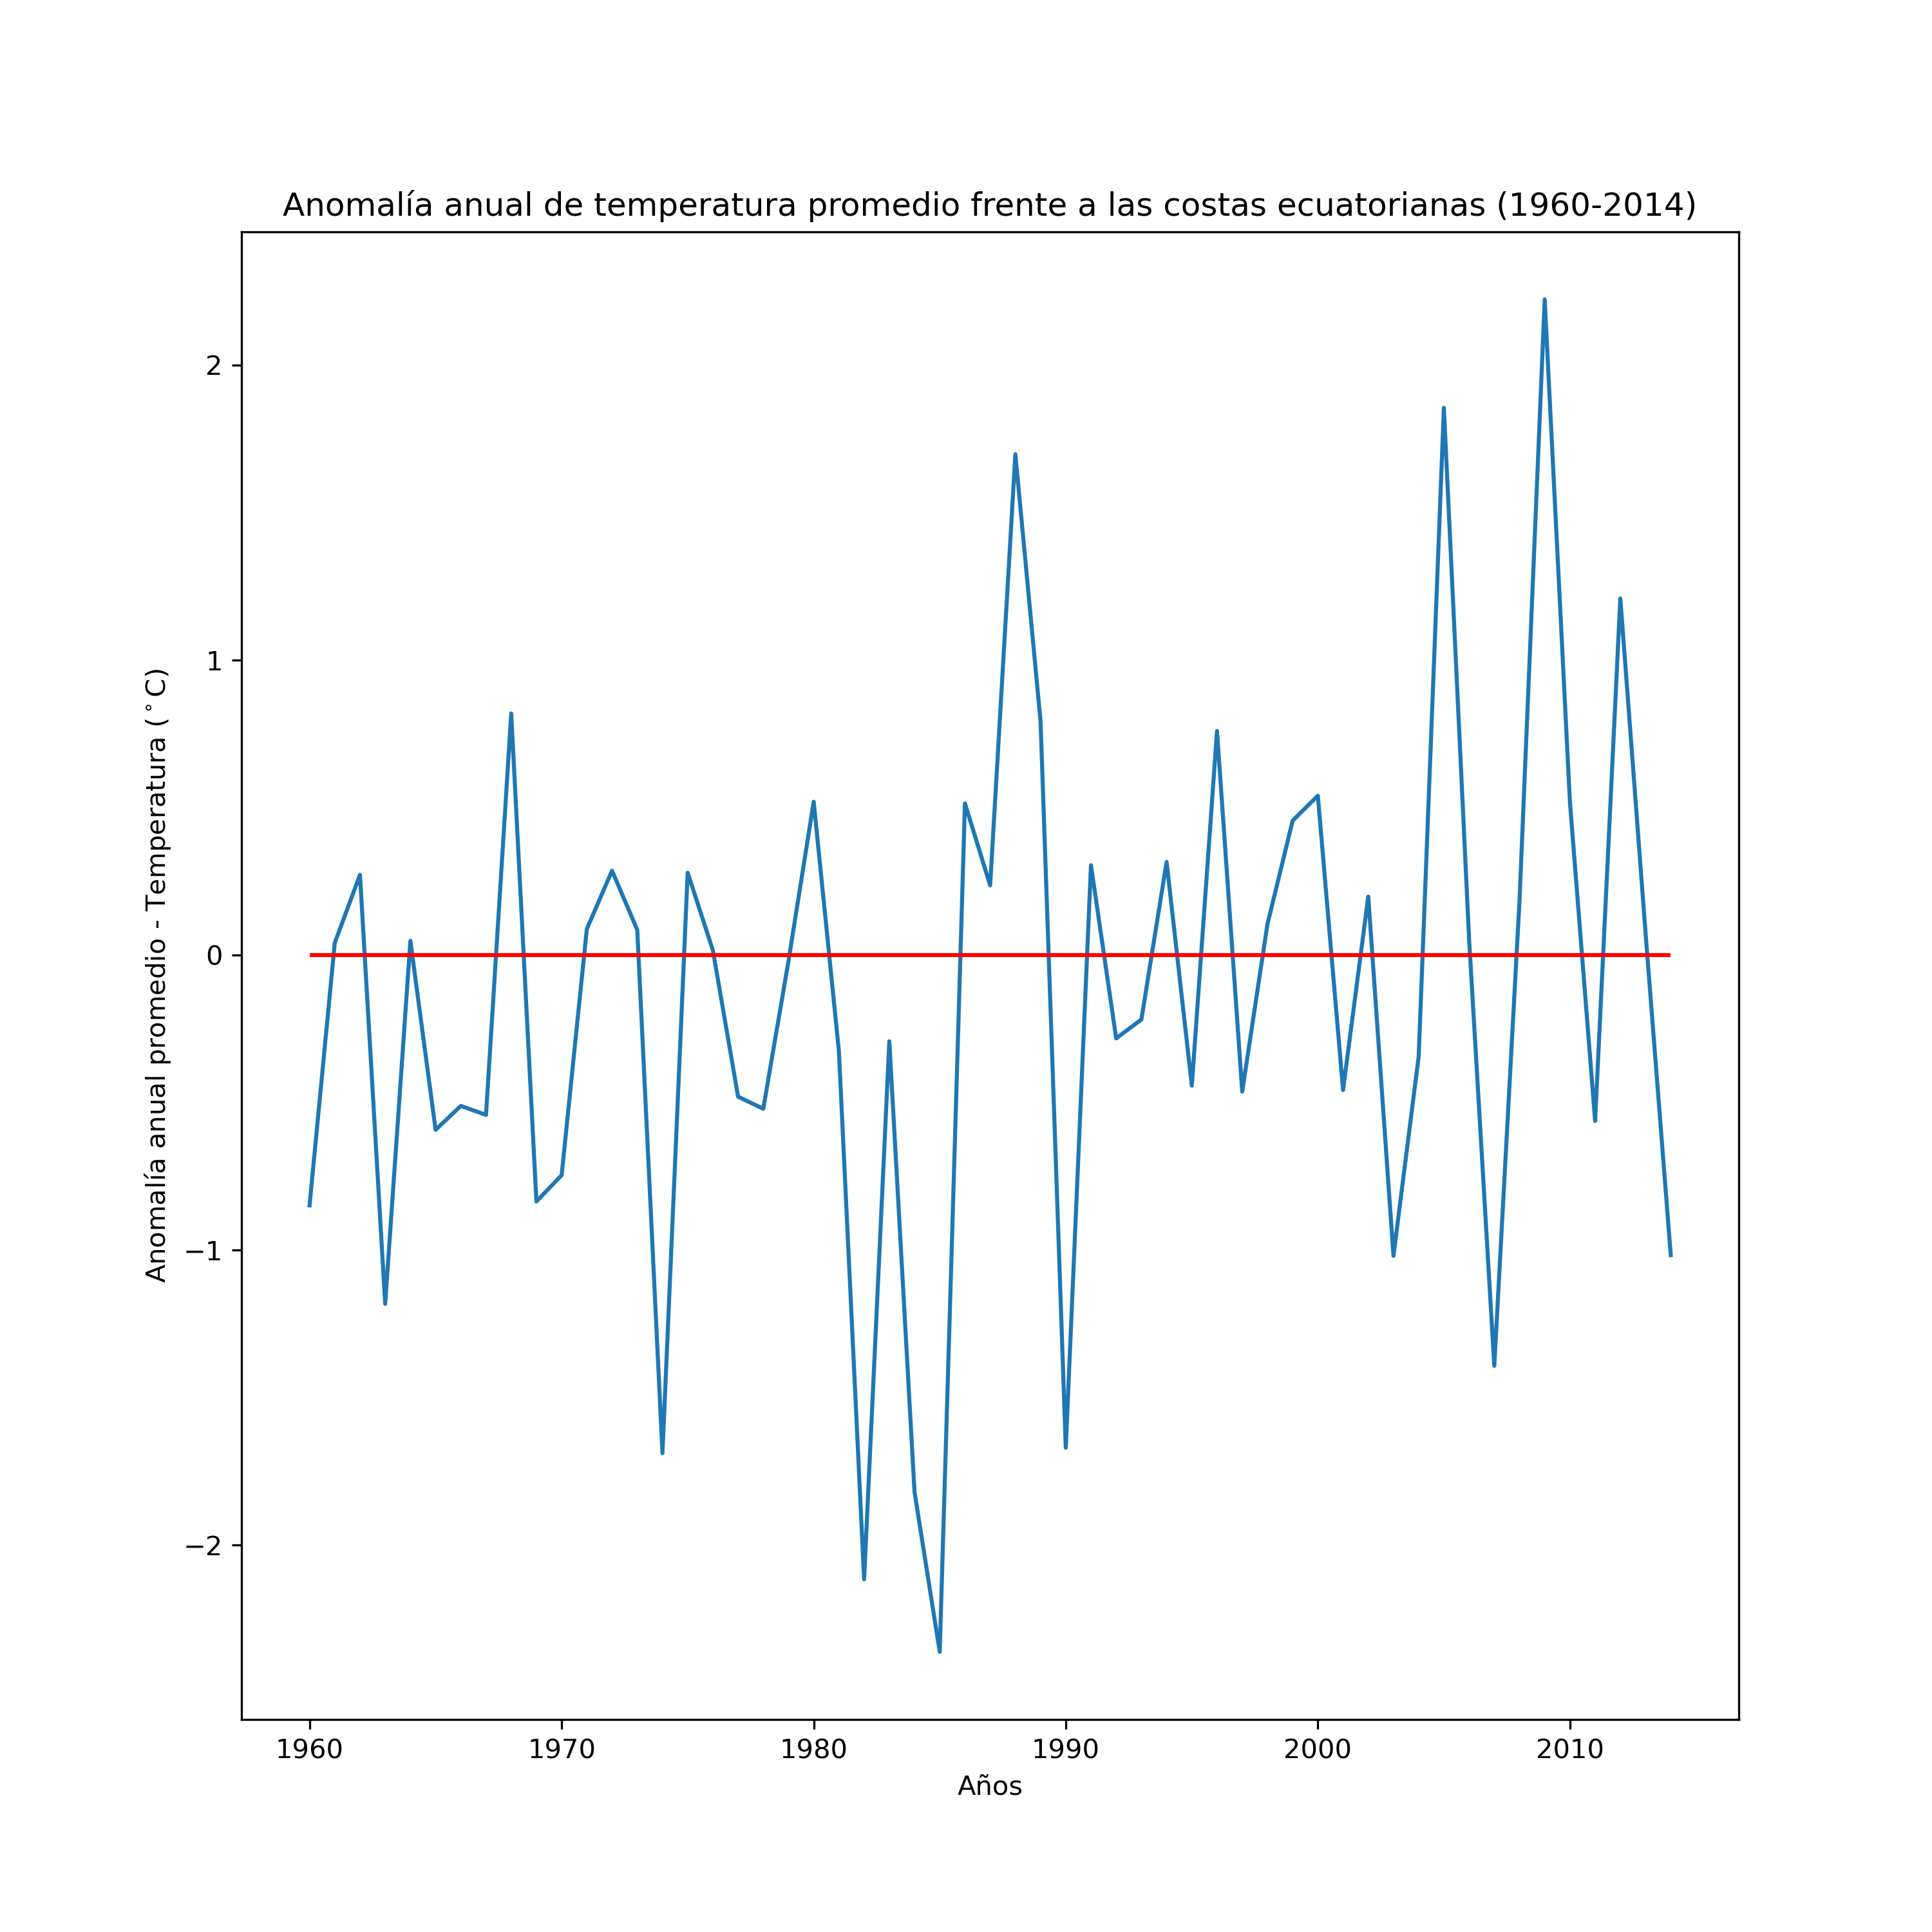 Anomalía anual de temperatura promedio frente a las costas ecuatorianas (1960-2014)
Anomalía anual promedio - Temperatura (°C)
2
1
0
−1
−2
1960 1970 1980 1990 2000 2010
Años